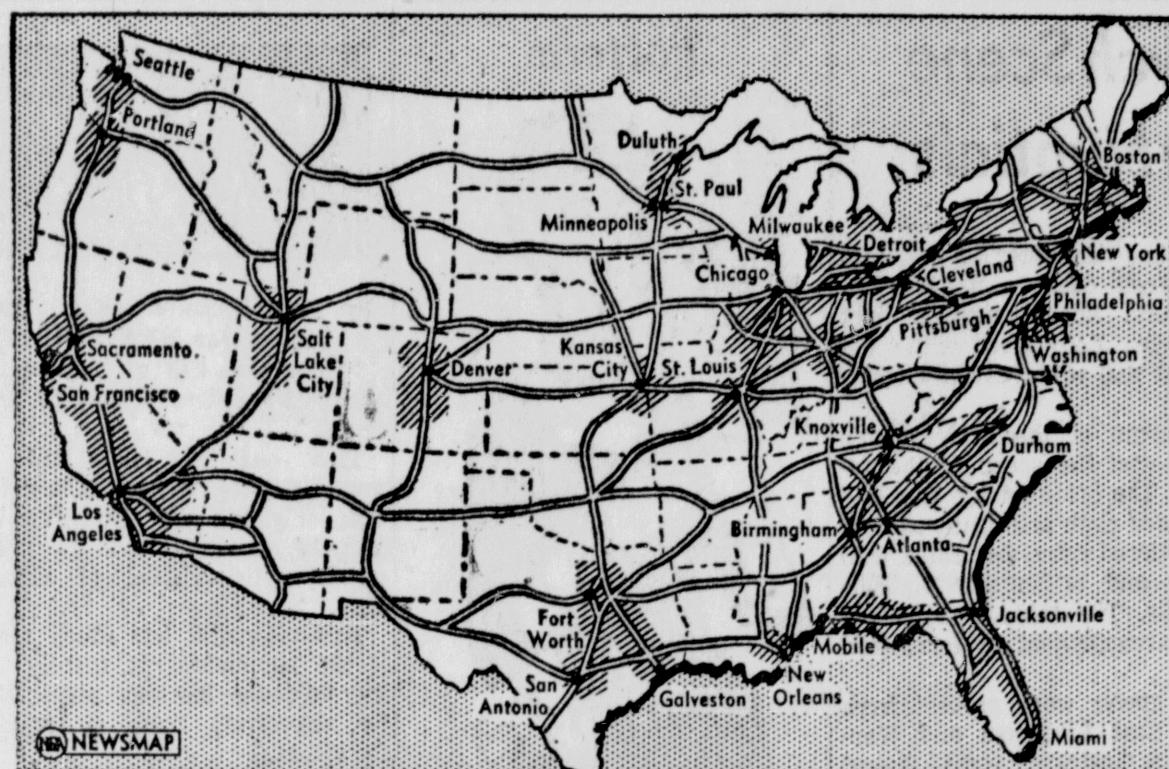 Seattle
Portland
Duluth
St. Paul
Minneapolis
Milwaukee
Boston
Detroit
New York
Chicago
Cleveland
Philadelphia
Pittsburgh
Washington
Sacramento
San Francisco
Salt
Lake
City
Denver
Kansas
City
St. Louis
Knoxville
Durham
Los
Angeles
Birmingham
Atlanta
Fort
Worth
Jacksonville
Mobile
San
Antonio
Galveston
New
Orleans
Miami
NEA NEWSMAP